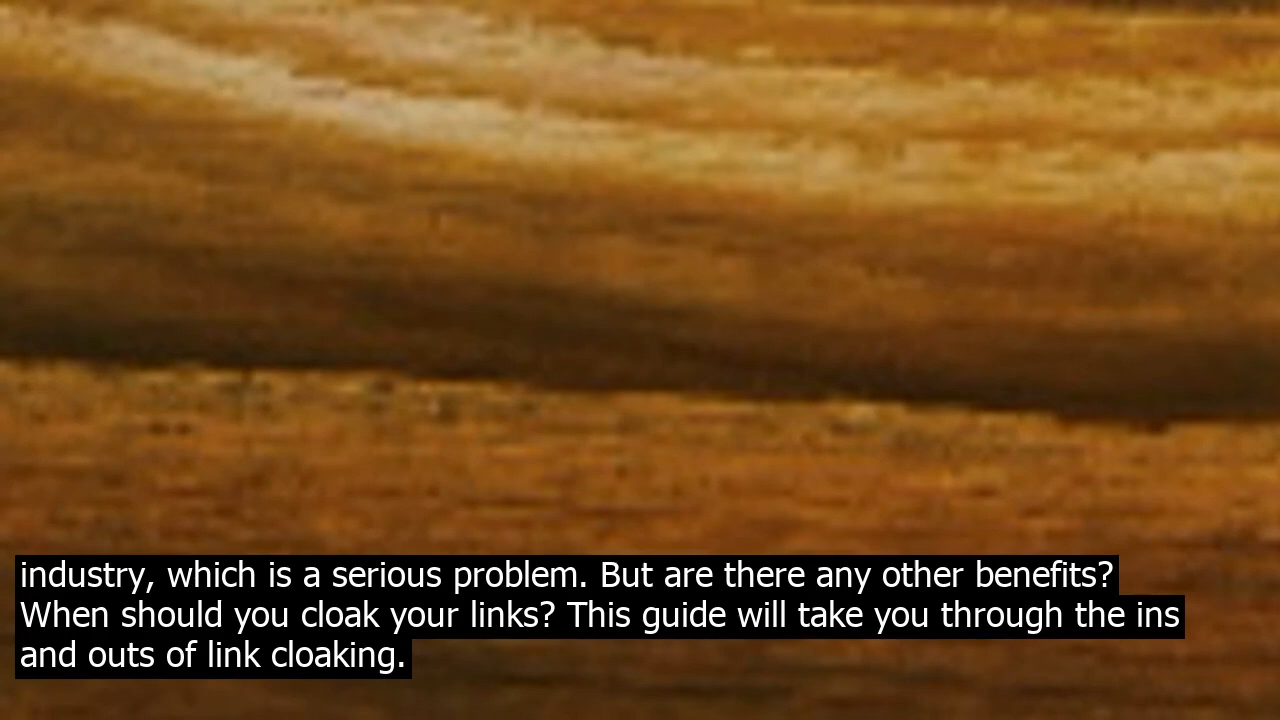 industry, which is a serious problem. But are there any other benefits?
When should you cloak your links? This guide will take you through the ins
and outs of link cloaking.